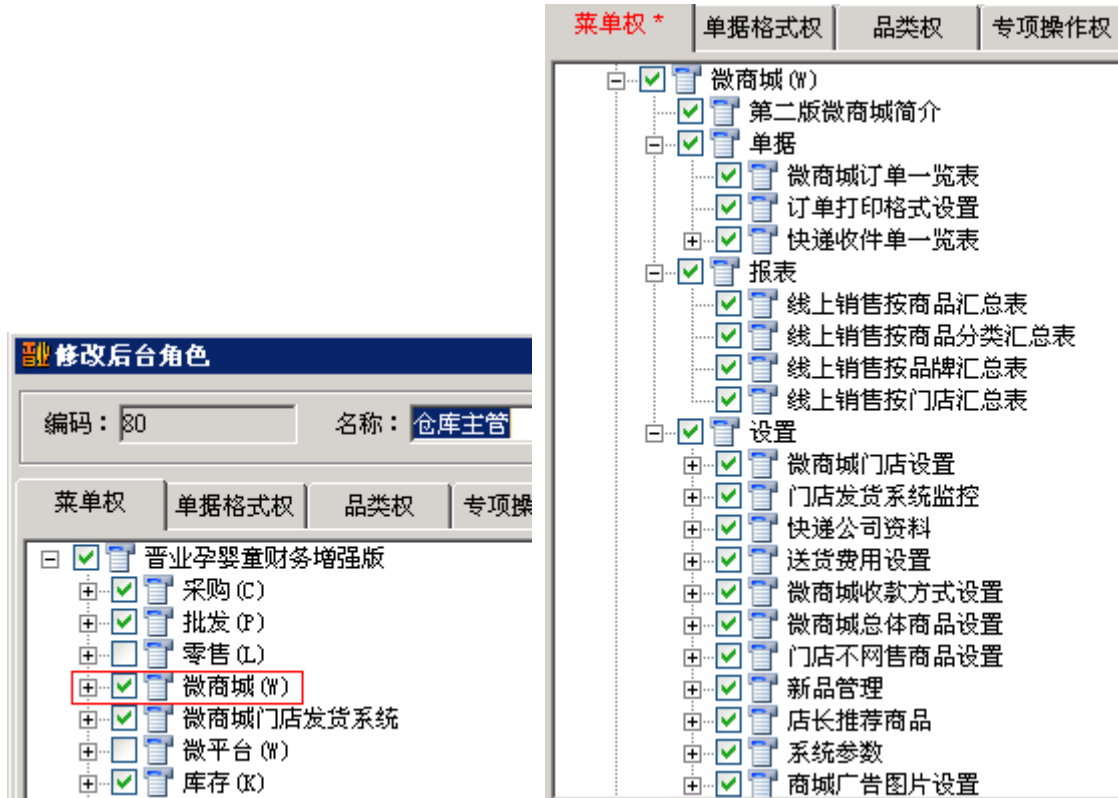 修改后台角色
编码：80
名称：仓库主管
菜单权
单据格式权
品类权
专项操
晋业孕婴童财务增强版
采购(C)
批发(P)
零售(L)
微商城(W)
微商城门店发货系统
微平台(W)
库存(K)
菜单权 *
单据格式权
品类权
专项操作权
微商城(W)
第二版微商城简介
单据
微商城订单一览表
订单打印格式设置
快递收件单一览表
报表
线上销售按商品汇总表
线上销售按商品分类汇总表
线上销售按品牌汇总表
线上销售按门店汇总表
设置
微商城门店设置
门店发货系统监控
快递公司资料
送货费用设置
微商城收款方式设置
微商城总体商品设置
门店不网售商品设置
新品管理
店长推荐商品
系统参数
商城广告图片设置